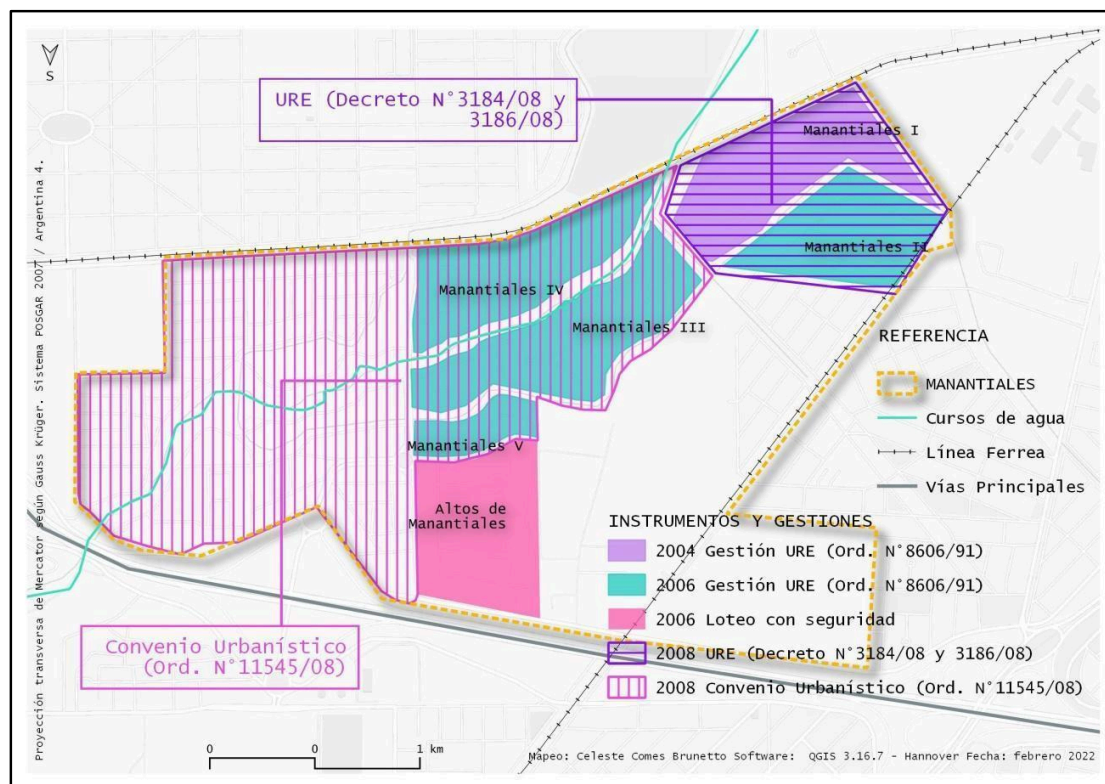 S
URE (Decreto N°3184/08 y
3186/08)
Manantiales I
Manantiales II
Manantiales IV
Manantiales III
Manantiales V
Altos de
Manantiales
Convenio Urbanístico
(Ord. N°11545/08)
REFERENCIA
MANANTIALES
Cursos de agua
Línea Ferrea
Vías Principales
INSTRUMENTOS Y GESTIONES
2004 Gestión URE (Ord. N°8606/91)
2006 Gestión URE (Ord. N°8606/91)
2006 Loteo con seguridad
2008 URE (Decreto N°3184/08 y 3186/08)
2008 Convenio Urbanístico (Ord. N°11545/08)
0 0 1 km
Mapeo: Celeste Comes Brunetto Software: QGIS 3.16.7 - Hannover Fecha: febrero 2022
Proyección transversa de Mercator según Gauss Krüger. Sistema POSGAR 2007 / Argentina 4.